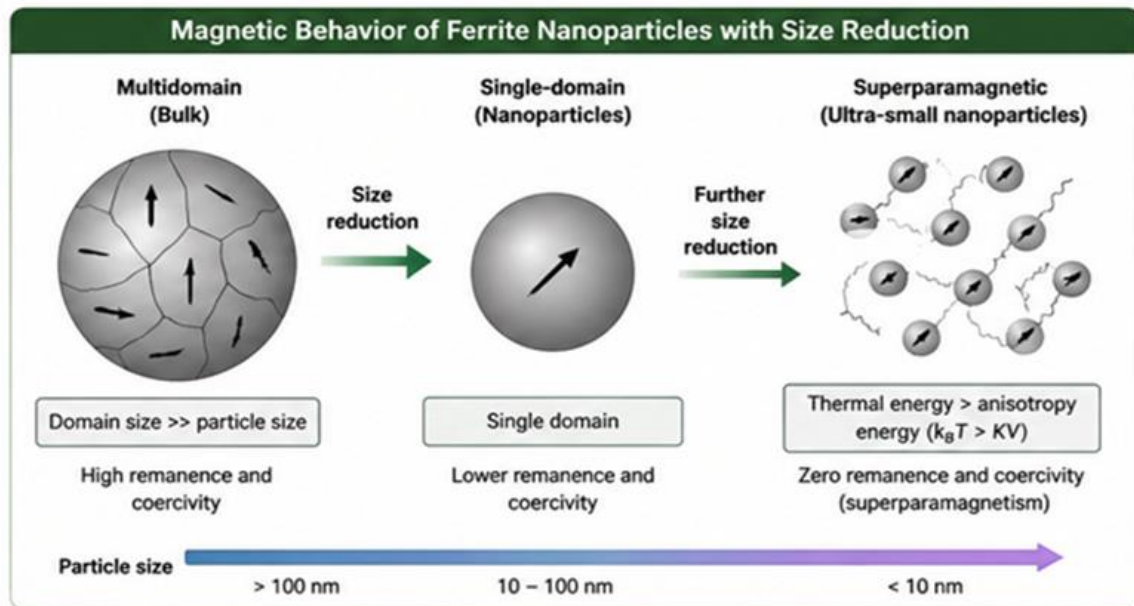 Magnetic Behavior of Ferrite Nanoparticles with Size Reduction
Multidomain
(Bulk)
Size
reduction
Domain size >> particle size
High remanence and
coercivity
Single-domain
(Nanoparticles)
Further
size
reduction
Single domain
Lower remanence and
coercivity
Superparamagnetic
(Ultra-small nanoparticles)
Thermal energy > anisotropy
energy (k_BT > KV)
Zero remanence and coercivity
(superparamagnetism)
Particle size
> 100 nm
10 – 100 nm
< 10 nm